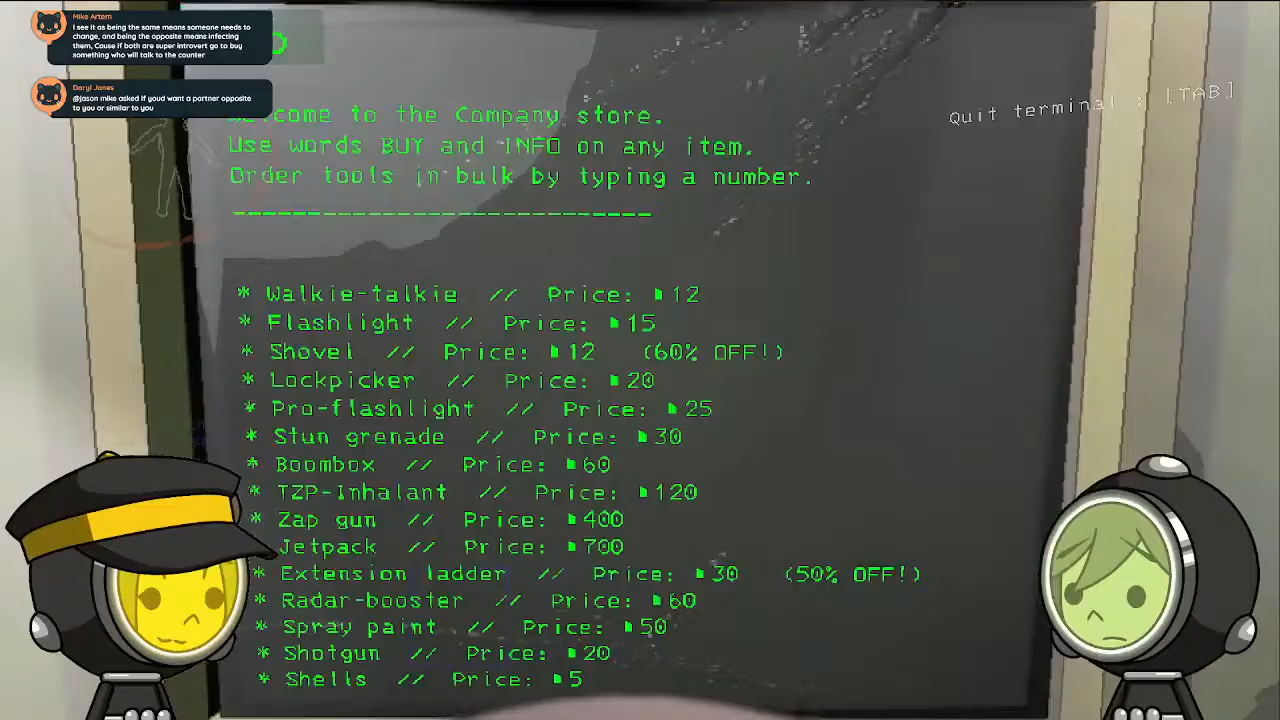 Mike Artem
I see it as being the same means someone needs to
change, and being the opposite means infecting
them, Cause if both are super introvert go to buy
something who will talk to the counter
Daryl Jones
@jason mike asked if youd want a partner opposite
to you or similar to you
Quit terminal : [TAB]
Welcome to the Company store.
Use words BUY and INFO on any item.
Order tools in bulk by typing a number.
----------------------------
* Walkie-talkie // Price: 12
* Flashlight // Price: 15
* Shovel // Price: 12 (60% OFF!)
* Lockpicker // Price: 20
* Pro-flashlight // Price: 25
* Stun grenade // Price: 30
* Boombox // Price: 60
* TZP-Inhalant // Price: 120
* Zap gun // Price: 400
Jetpack // Price: 700
* Extension ladder // Price: 30 (50% OFF!)
* Radar-booster // Price: 60
* Spray paint // Price: 50
* Shotgun // Price: 20
* Shells // Price: 5